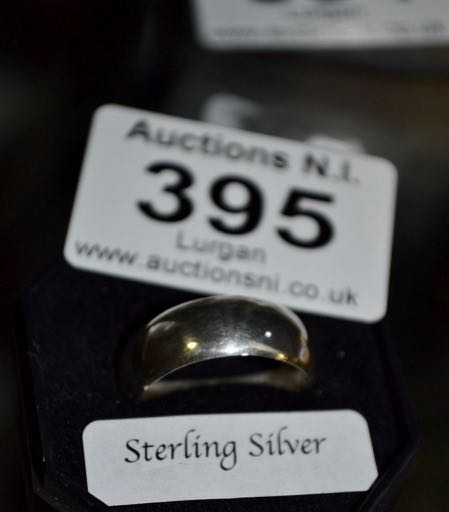 Auctions N.I.
395
Lurgan
www.auctionsni.co.uk
Sterling Silver